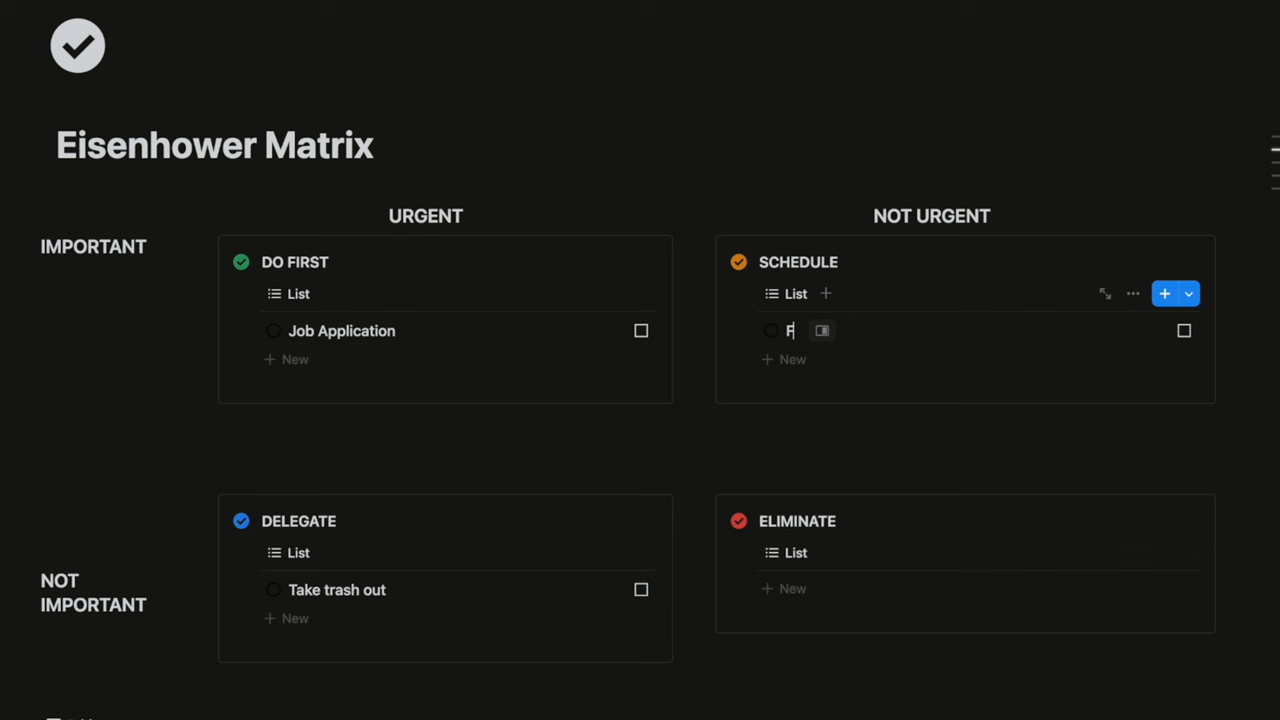 Eisenhower Matrix
URGENT
NOT URGENT
IMPORTANT
DO FIRST
List
Job Application
New
SCHEDULE
List
F
New
NOT
IMPORTANT
DELEGATE
List
Take trash out
New
ELIMINATE
List
New